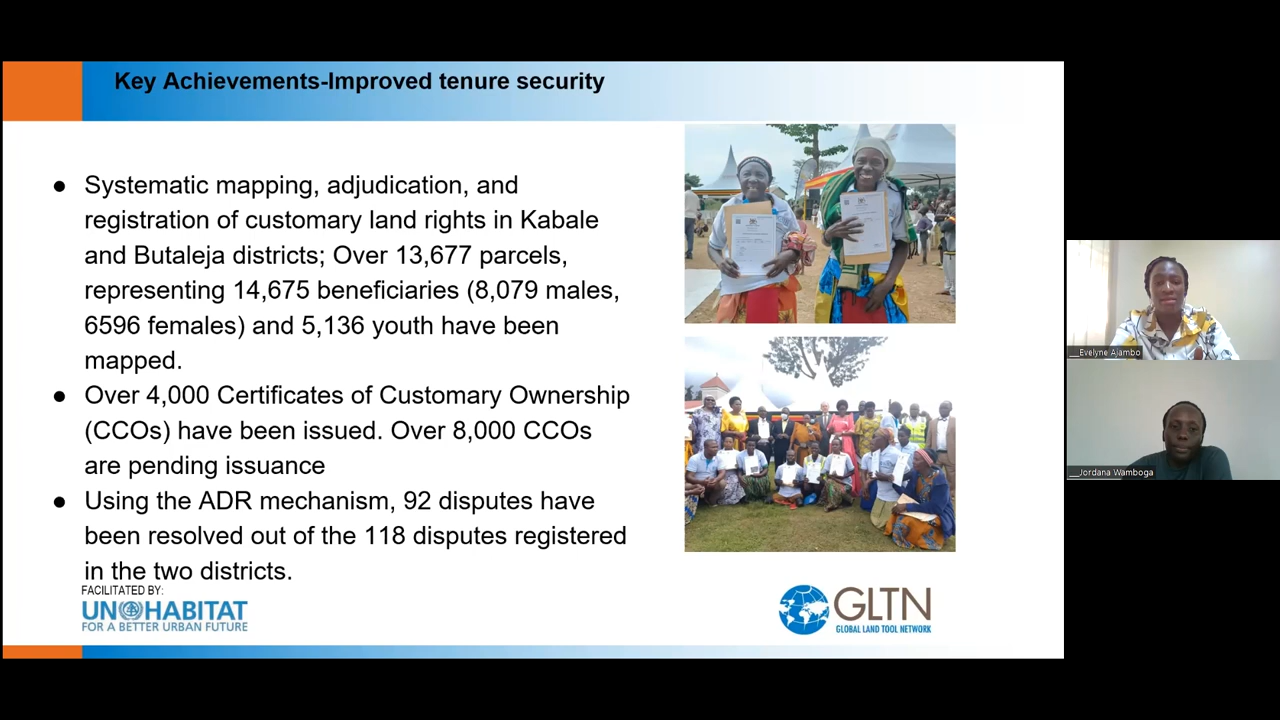 Key Achievements-Improved tenure security
● Systematic mapping, adjudication, and
registration of customary land rights in Kabale
and Butaleja districts; Over 13,677 parcels,
representing 14,675 beneficiaries (8,079 males,
6596 females) and 5,136 youth have been
mapped.
● Over 4,000 Certificates of Customary Ownership
(CCOs) have been issued. Over 8,000 CCOs
are pending issuance
● Using the ADR mechanism, 92 disputes have
been resolved out of the 118 disputes registered
in the two districts.
FACILITATED BY:
UN HABITAT
FOR A BETTER URBAN FUTURE
GLTN
GLOBAL LAND TOOL NETWORK
__Evelyne Ajambo
__Jordana Wamboga